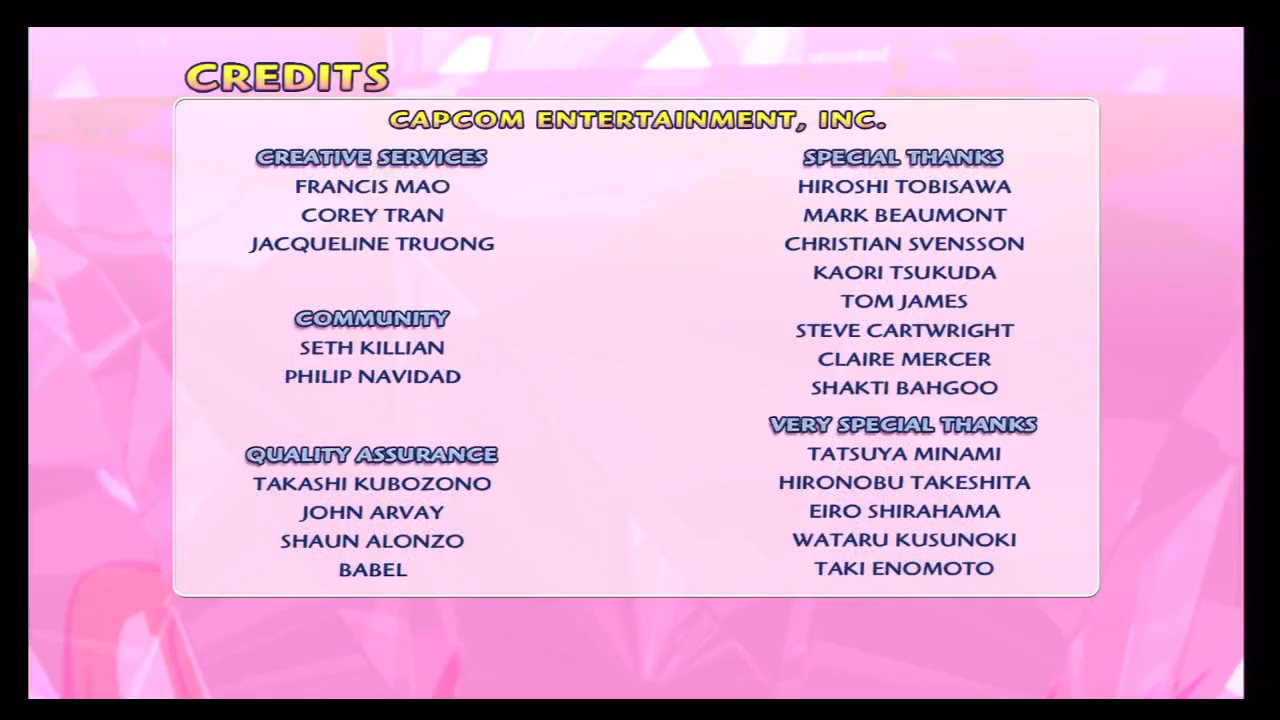 CREDITS
CAPCOM ENTERTAINMENT, INC.
CREATIVE SERVICES
FRANCIS MAO
COREY TRAN
JACQUELINE TRUONG
COMMUNITY
SETH KILLIAN
PHILIP NAVIDAD
QUALITY ASSURANCE
TAKASHI KUBOZONO
JOHN ARVAY
SHAUN ALONZO
BABEL
SPECIAL THANKS
HIROSHI TOBISAWA
MARK BEAUMONT
CHRISTIAN SVENSSON
KAORI TSUKUDA
TOM JAMES
STEVE CARTWRIGHT
CLAIRE MERCER
SHAKTI BAHGOO
VERY SPECIAL THANKS
TATSUYA MINAMI
HIRONOBU TAKESHITA
EIRO SHIRAHAMA
WATARU KUSUNOKI
TAKI ENOMOTO